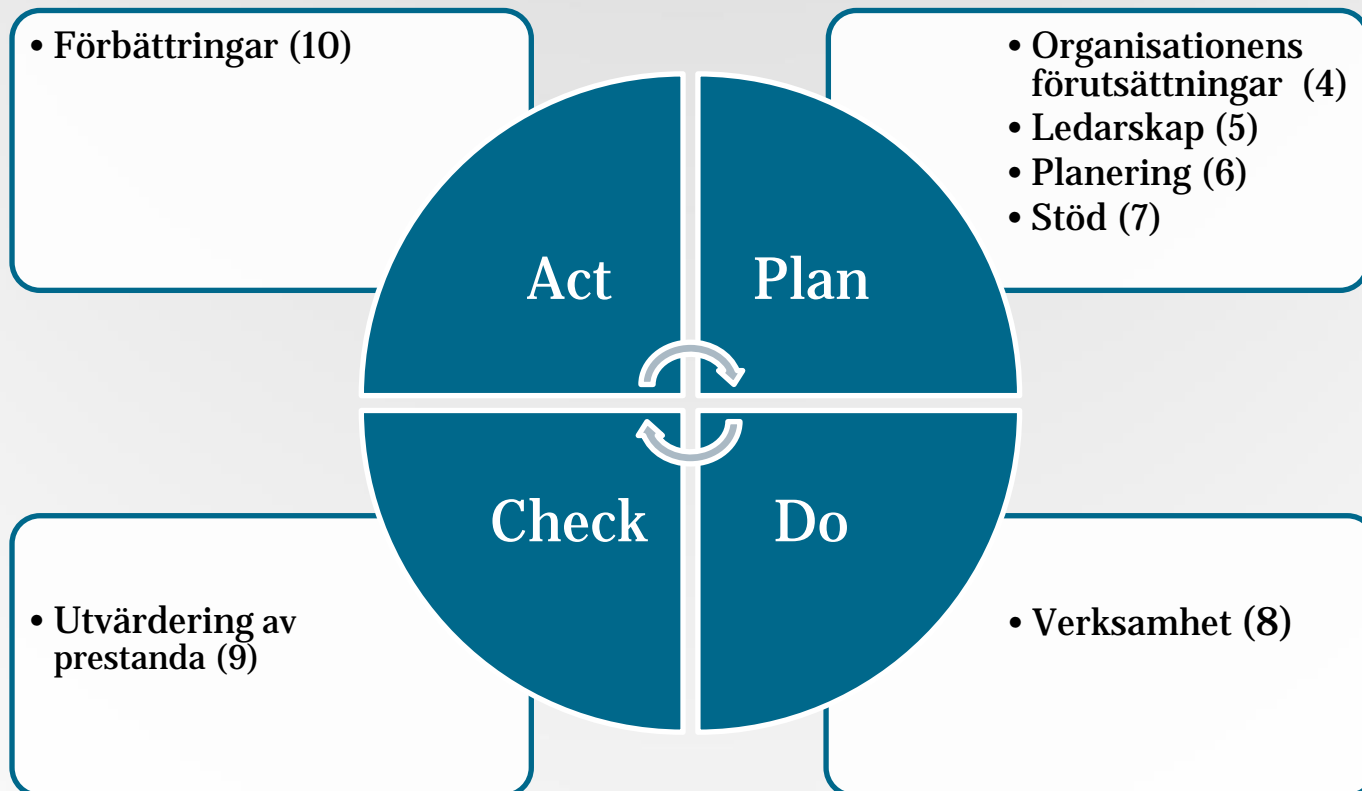 • Förbättringar (10)
• Organisationens
förutsättningar (4)
• Ledarskap (5)
• Planering (6)
• Stöd (7)
Act
Plan
Check
Do
• Utvärdering av
prestanda (9)
• Verksamhet (8)